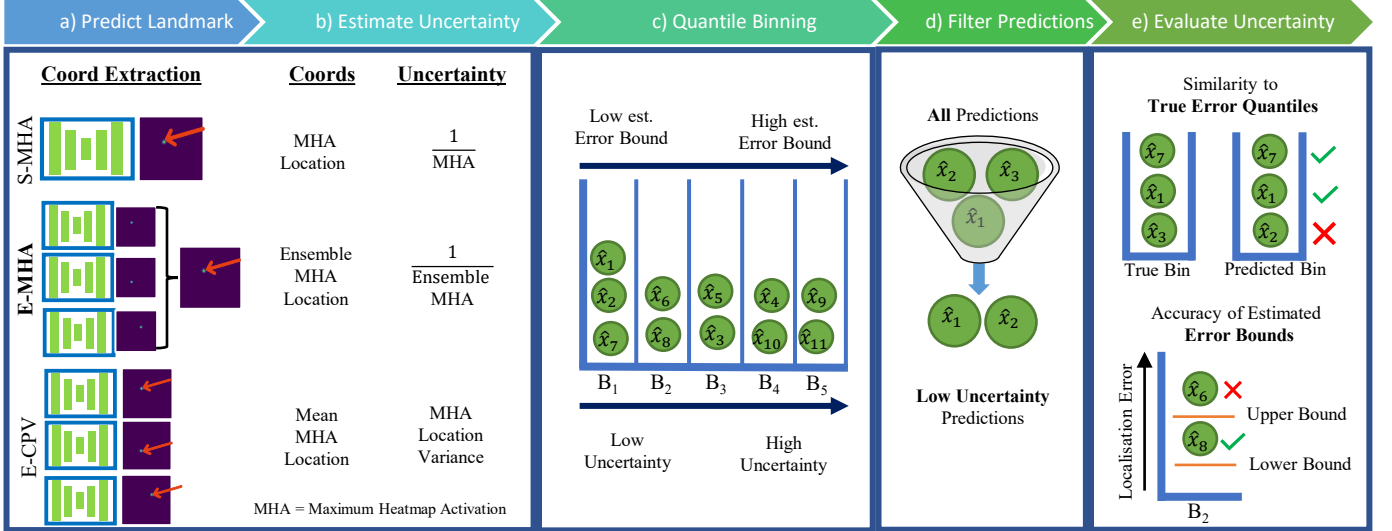 a) Predict Landmark
b) Estimate Uncertainty
c) Quantile Binning
d) Filter Predictions
e) Evaluate Uncertainty
Coord Extraction
Coords
Uncertainty
S-MHA
MHA
Location
1
MHA
E-MHA
Ensemble
MHA
Location
1
Ensemble
MHA
E-CPV
Mean
MHA
Location
MHA
Location
Variance
MHA = Maximum Heatmap Activation
Low est.
Error Bound
High est.
Error Bound
x̂₁
x̂₂
x̂₇
x̂₆
x̂₈
x̂₅
x̂₃
x̂₄
x̂₁₀
x̂₉
x̂₁₁
B₁
B₂
B₃
B₄
B₅
Low
Uncertainty
High
Uncertainty
All Predictions
x̂₂
x̂₃
x̂₁
x̂₁
x̂₂
Low Uncertainty
Predictions
Similarity to
True Error Quantiles
x̂₇
x̂₁
x̂₃
True Bin
x̂₇
x̂₁
x̂₂
Predicted Bin
Accuracy of Estimated
Error Bounds
Localisation Error
x̂₆
Upper Bound
x̂₈
Lower Bound
B₂